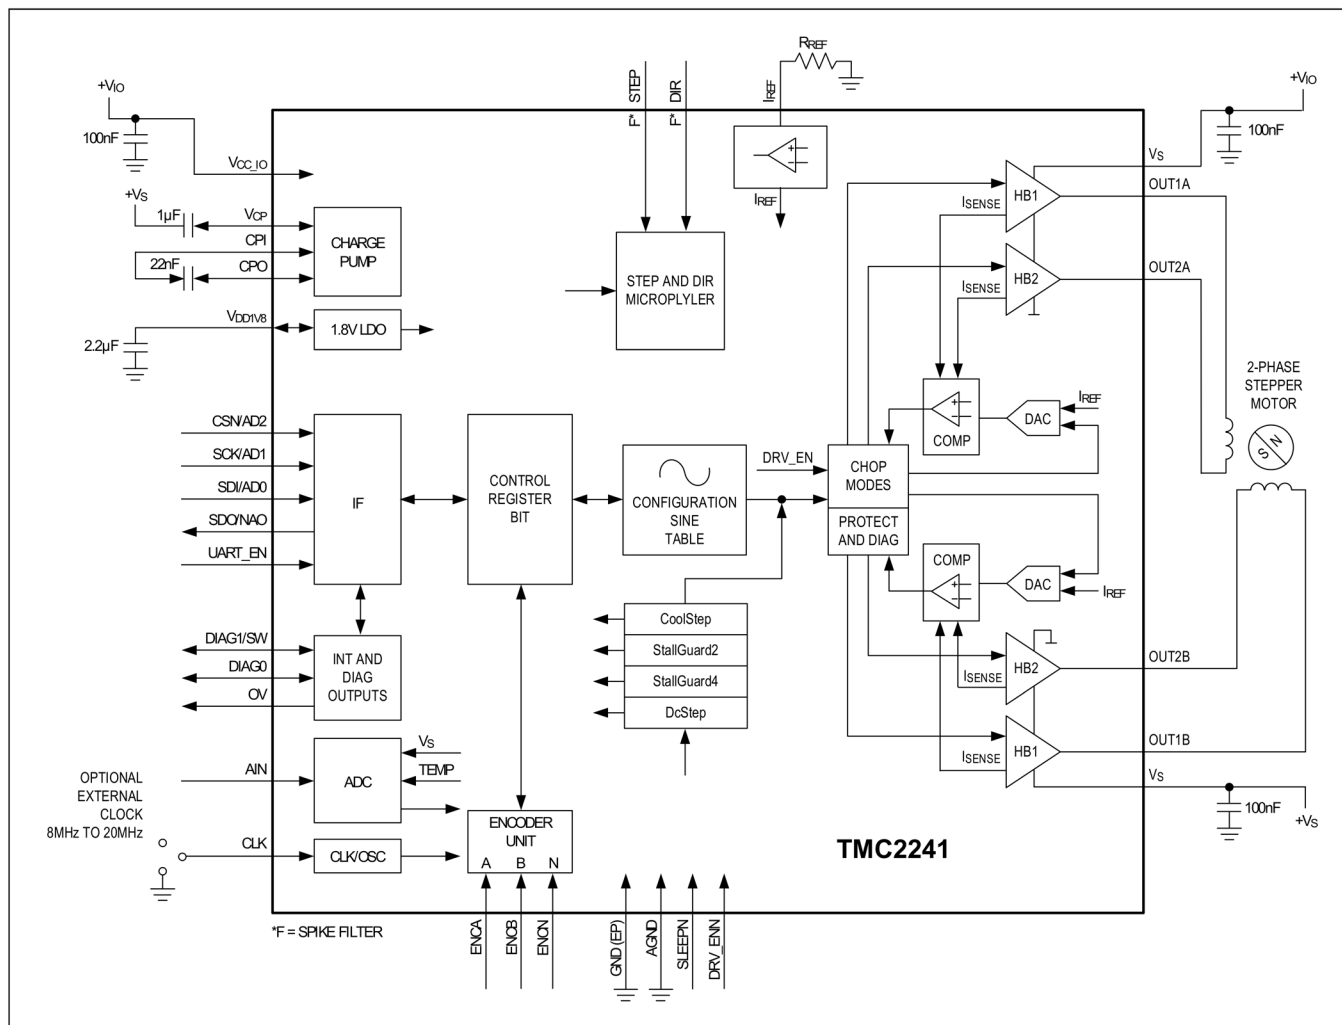 RREF
+VIO
100nF
VCC_IO
+VS
1µF
VCP
CPI
22nF
CPO
CHARGE
PUMP
VDD1V8
1.8V LDO
2.2µF
F* STEP
F* DIR
IREF
IREF
STEP AND DIR
MICROPLYLER
+VIO
100nF
VS
OUT1A
HB1
ISENSE
OUT2A
HB2
ISENSE
2-PHASE
STEPPER
MOTOR
S N
COMP
DAC
IREF
CSN/AD2
SCK/AD1
SDI/AD0
SDO/NAO
UART_EN
IF
CONTROL
REGISTER
BIT
CONFIGURATION
SINE
TABLE
DRV_EN
CHOP
MODES
PROTECT
AND DIAG
COMP
DAC
IREF
DIAG1/SW
DIAG0
OV
INT AND
DIAG
OUTPUTS
CoolStep
StallGuard2
StallGuard4
DcStep
HB2
ISENSE
OUT2B
HB1
ISENSE
OUT1B
VS
100nF
+VS
AIN
ADC
VS
TEMP
OPTIONAL
EXTERNAL
CLOCK
8MHz TO 20MHz
CLK
CLK/OSC
ENCODER
UNIT
A B N
TMC2241
*F = SPIKE FILTER
ENCA
ENCB
ENCN
GND (EP)
AGND
SLEEPN
DRV_ENN